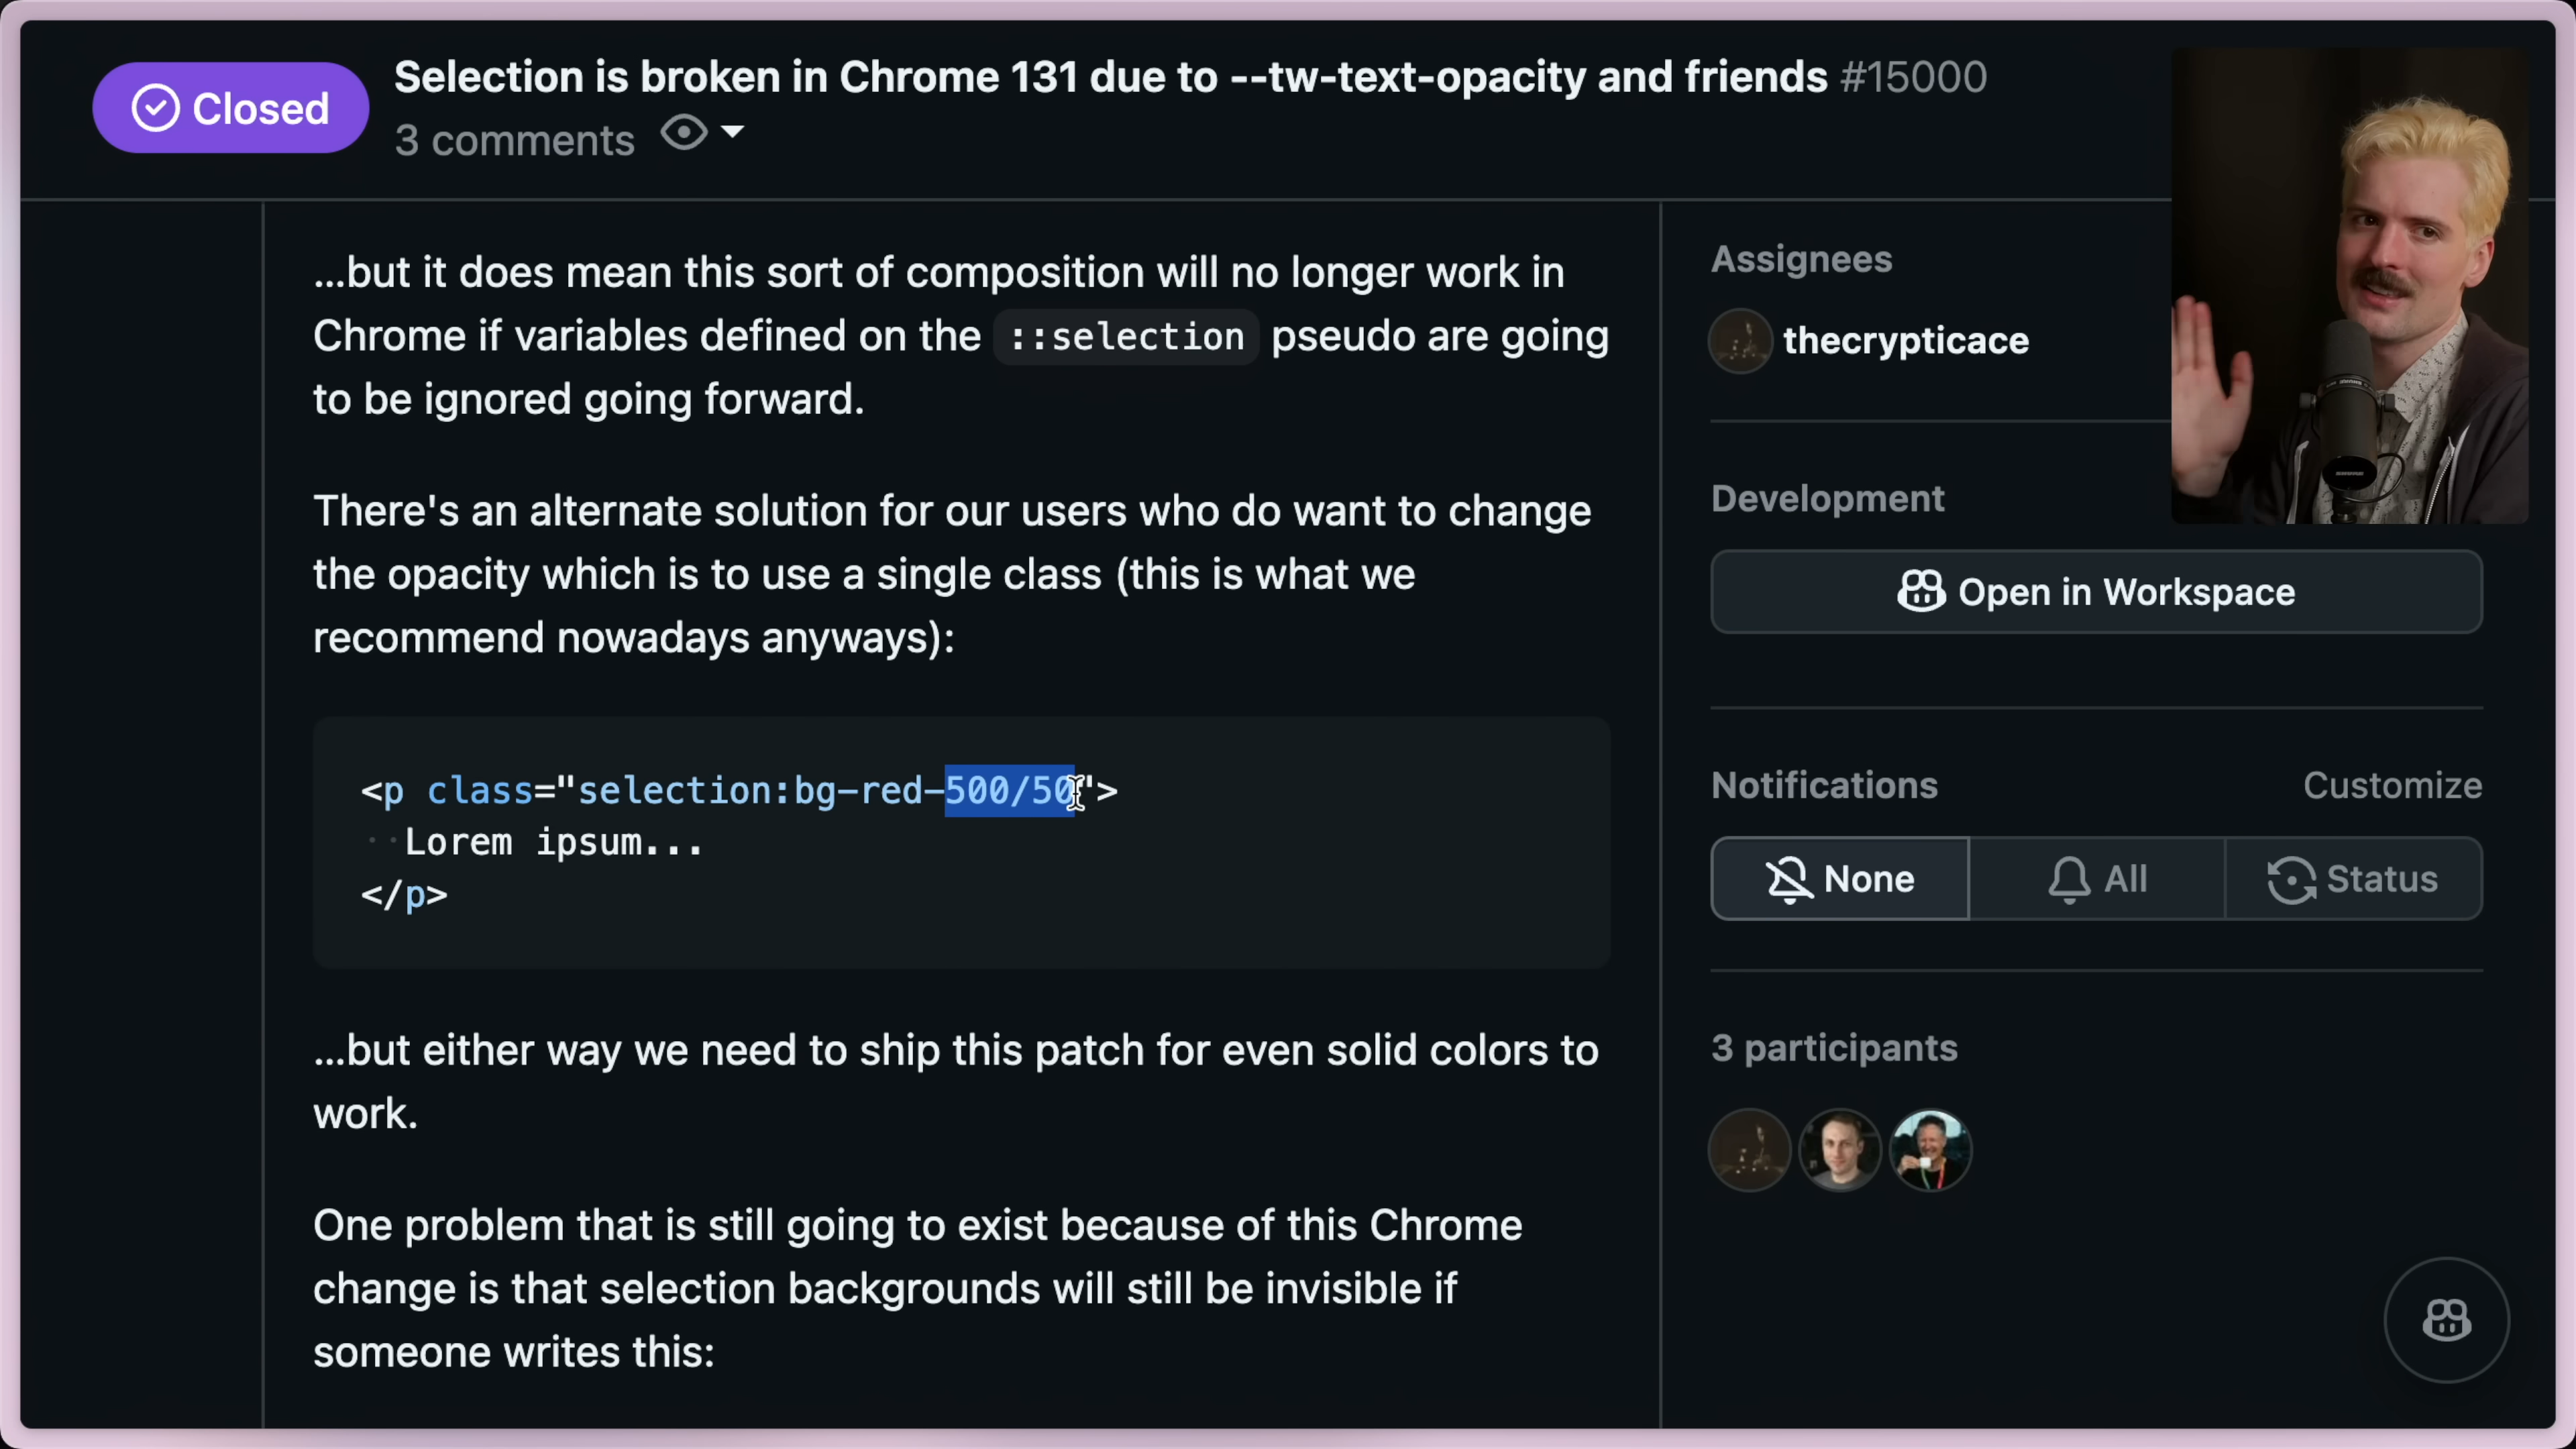 Closed
Selection is broken in Chrome 131 due to --tw-text-opacity and friends #15000
3 comments
...but it does mean this sort of composition will no longer work in
Chrome if variables defined on the ::selection pseudo are going
to be ignored going forward.
There's an alternate solution for our users who do want to change
the opacity which is to use a single class (this is what we
recommend nowadays anyways):
<p class="selection:bg-red-500/50">
··Lorem ipsum...
</p>
...but either way we need to ship this patch for even solid colors to
work.
One problem that is still going to exist because of this Chrome
change is that selection backgrounds will still be invisible if
someone writes this:
Assignees
thecrypticace
Development
Open in Workspace
Notifications Customize
None All Status
3 participants